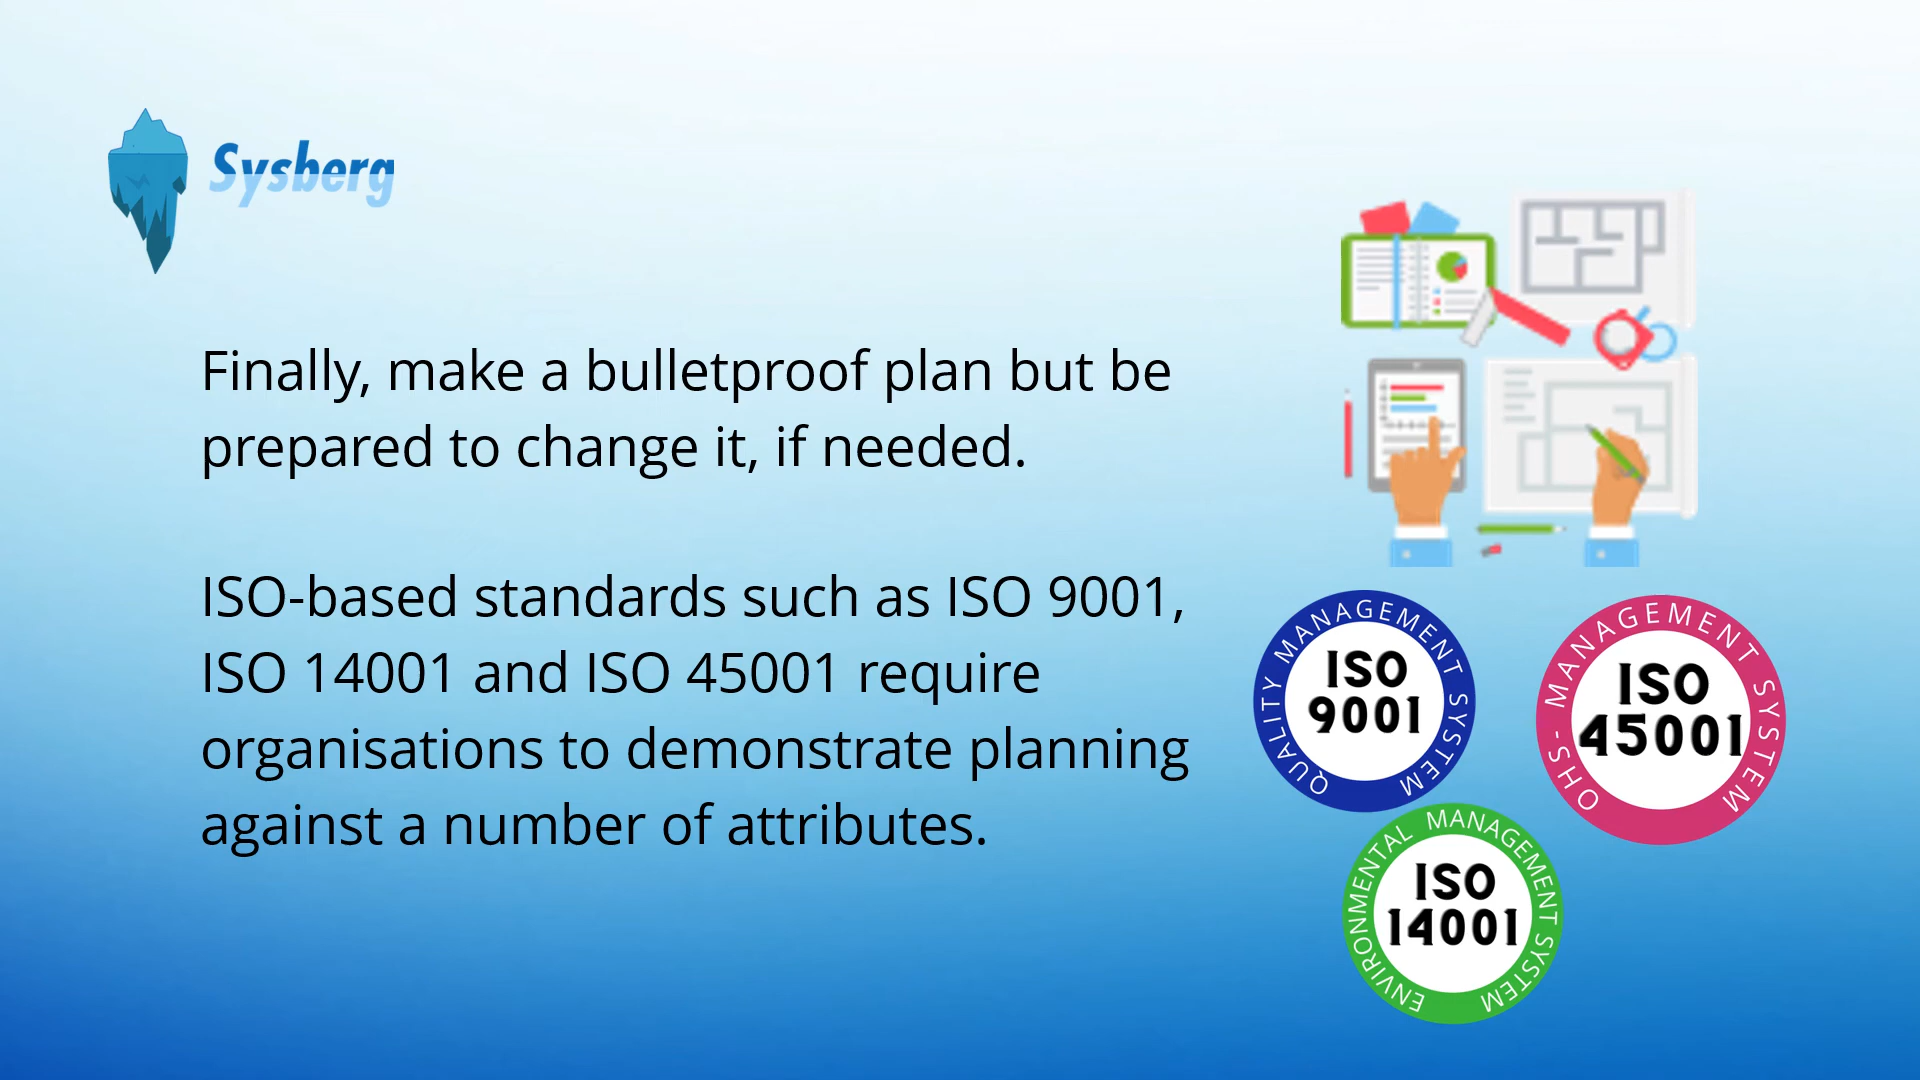 Sysberg
Finally, make a bulletproof plan but be
prepared to change it, if needed.
ISO-based standards such as ISO 9001,
ISO 14001 and ISO 45001 require
organisations to demonstrate planning
against a number of attributes.
QUALITY MANAGEMENT SYSTEM
ISO
9001
OHS- MANAGEMENT SYSTEM
ISO
45001
ENVIRONMENTAL MANAGEMENT SYSTEM
ISO
14001